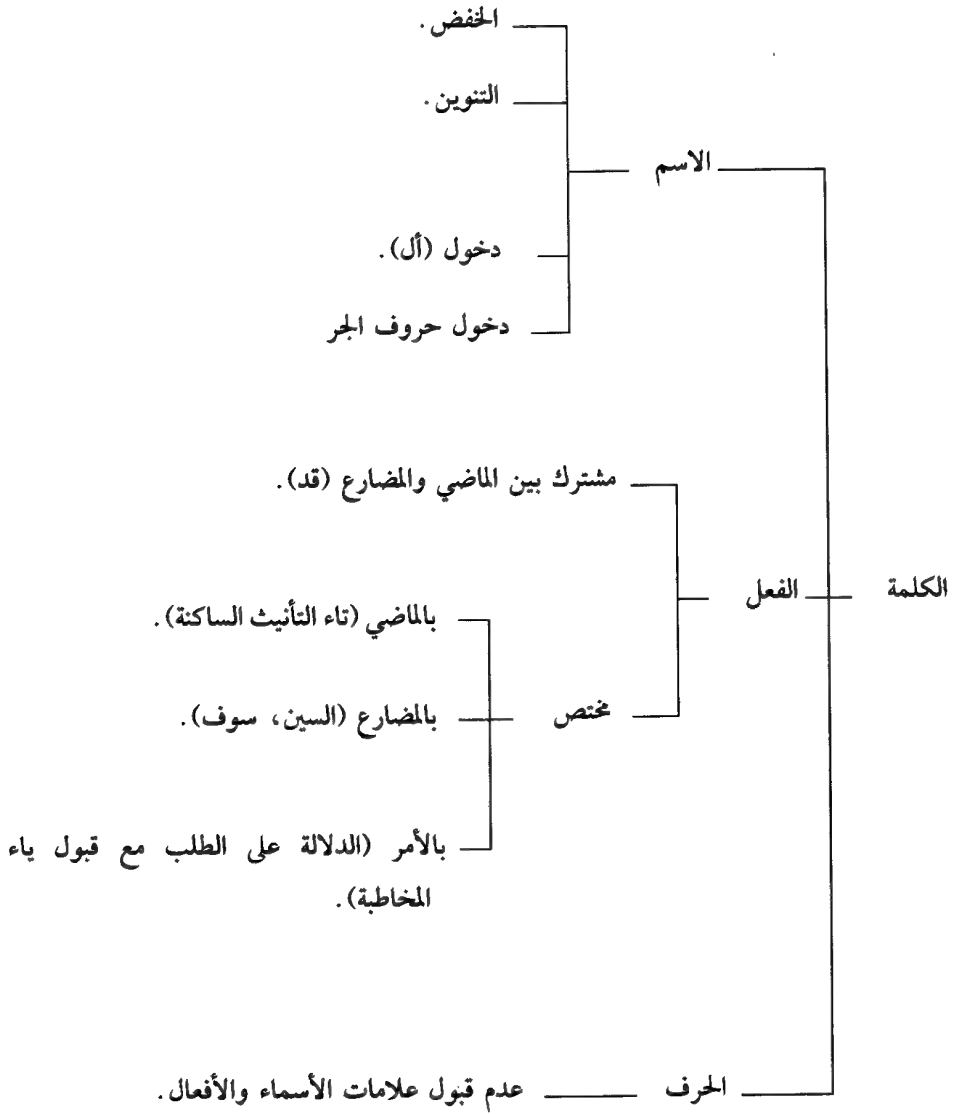 الخفض.
التنوين.
الاسم
دخول (أل).
دخول حروف الجر
مشترك بين الماضي والمضارع (قد).
الكلمة
الفعل
بالماضي (تاء التأنيث الساكنة).
مختص
بالمضارع (السين، سوف).
بالأمر (الدلالة على الطلب مع قبول ياء
المخاطبة).
الحرف
عدم قبول علامات الأسماء والأفعال.